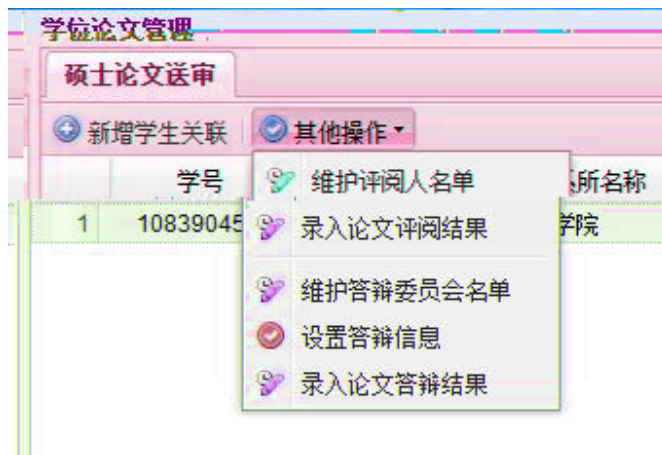 学位论文管理
硕士论文送审
新增学生关联 其他操作
学号 维护评阅人名单 所名称
1 10839045 录入论文评阅结果 学院
维护答辩委员会名单
设置答辩信息
录入论文答辩结果